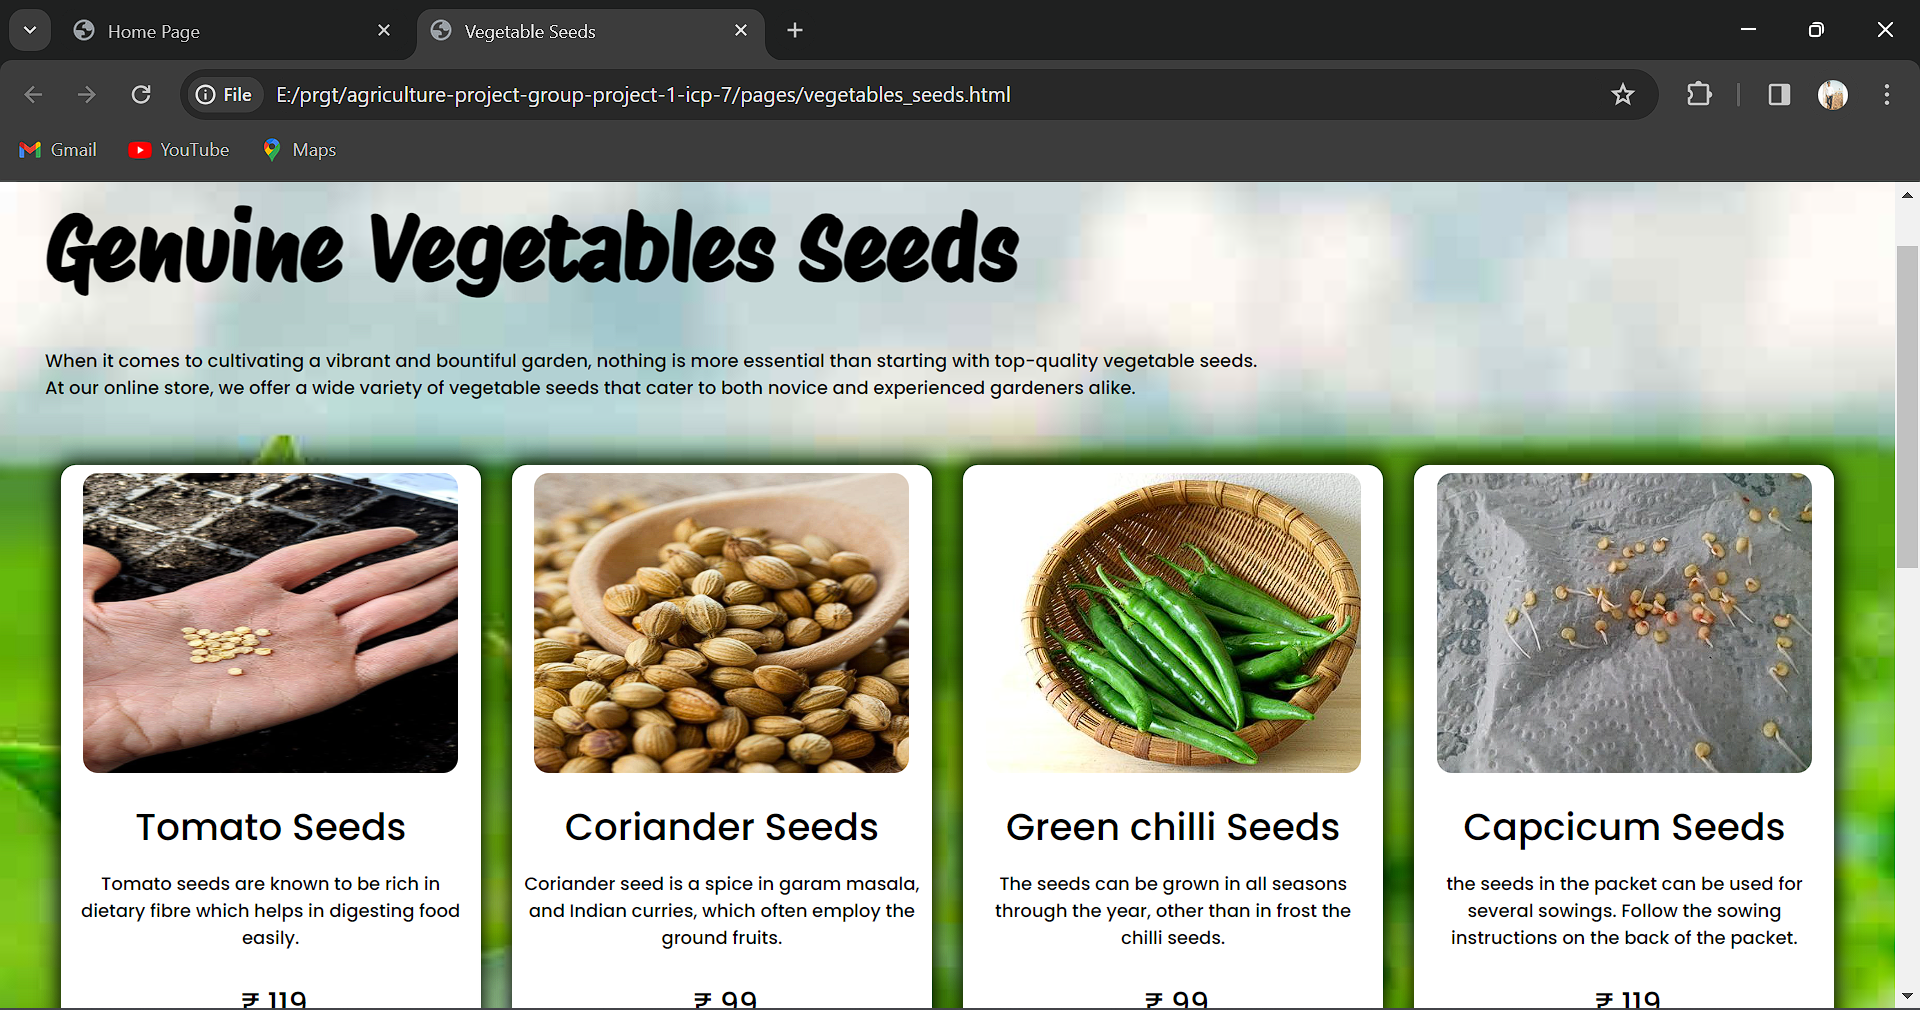 Home Page
Vegetable Seeds
File
E:/prgt/agriculture-project-group-project-1-icp-7/pages/vegetables_seeds.html
Gmail
YouTube
Maps
Genuine Vegetables Seeds
When it comes to cultivating a vibrant and bountiful garden, nothing is more essential than starting with top-quality vegetable seeds.
At our online store, we offer a wide variety of vegetable seeds that cater to both novice and experienced gardeners alike.
Tomato Seeds
Tomato seeds are known to be rich in
dietary fibre which helps in digesting food
easily.
₹ 119
Coriander Seeds
Coriander seed is a spice in garam masala,
and Indian curries, which often employ the
ground fruits.
₹ 99
Green chilli Seeds
The seeds can be grown in all seasons
through the year, other than in frost the
chilli seeds.
₹ 99
Capcicum Seeds
the seeds in the packet can be used for
several sowings. Follow the sowing
instructions on the back of the packet.
₹ 119